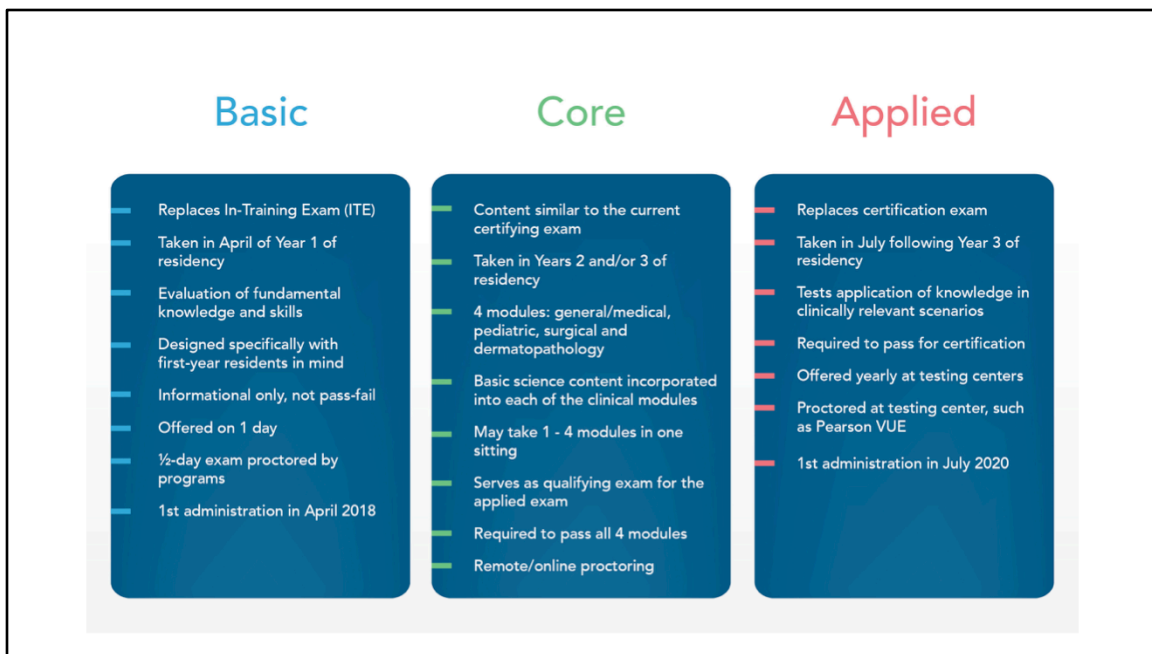 Basic
Replaces In-Training Exam (ITE)
Taken in April of Year 1 of
residency
Evaluation of fundamental
knowledge and skills
Designed specifically with
first-year residents in mind
Informational only, not pass-fail
Offered on 1 day
½-day exam proctored by
programs
1st administration in April 2018
Core
Content similar to the current
certifying exam
Taken in Years 2 and/or 3 of
residency
4 modules: general/medical,
pediatric, surgical and
dermatopathology
Basic science content incorporated
into each of the clinical modules
May take 1 - 4 modules in one
sitting
Serves as qualifying exam for the
applied exam
Required to pass all 4 modules
Remote/online proctoring
Applied
Replaces certification exam
Taken in July following Year 3 of
residency
Tests application of knowledge in
clinically relevant scenarios
Required to pass for certification
Offered yearly at testing centers
Proctored at testing center, such
as Pearson VUE
1st administration in July 2020